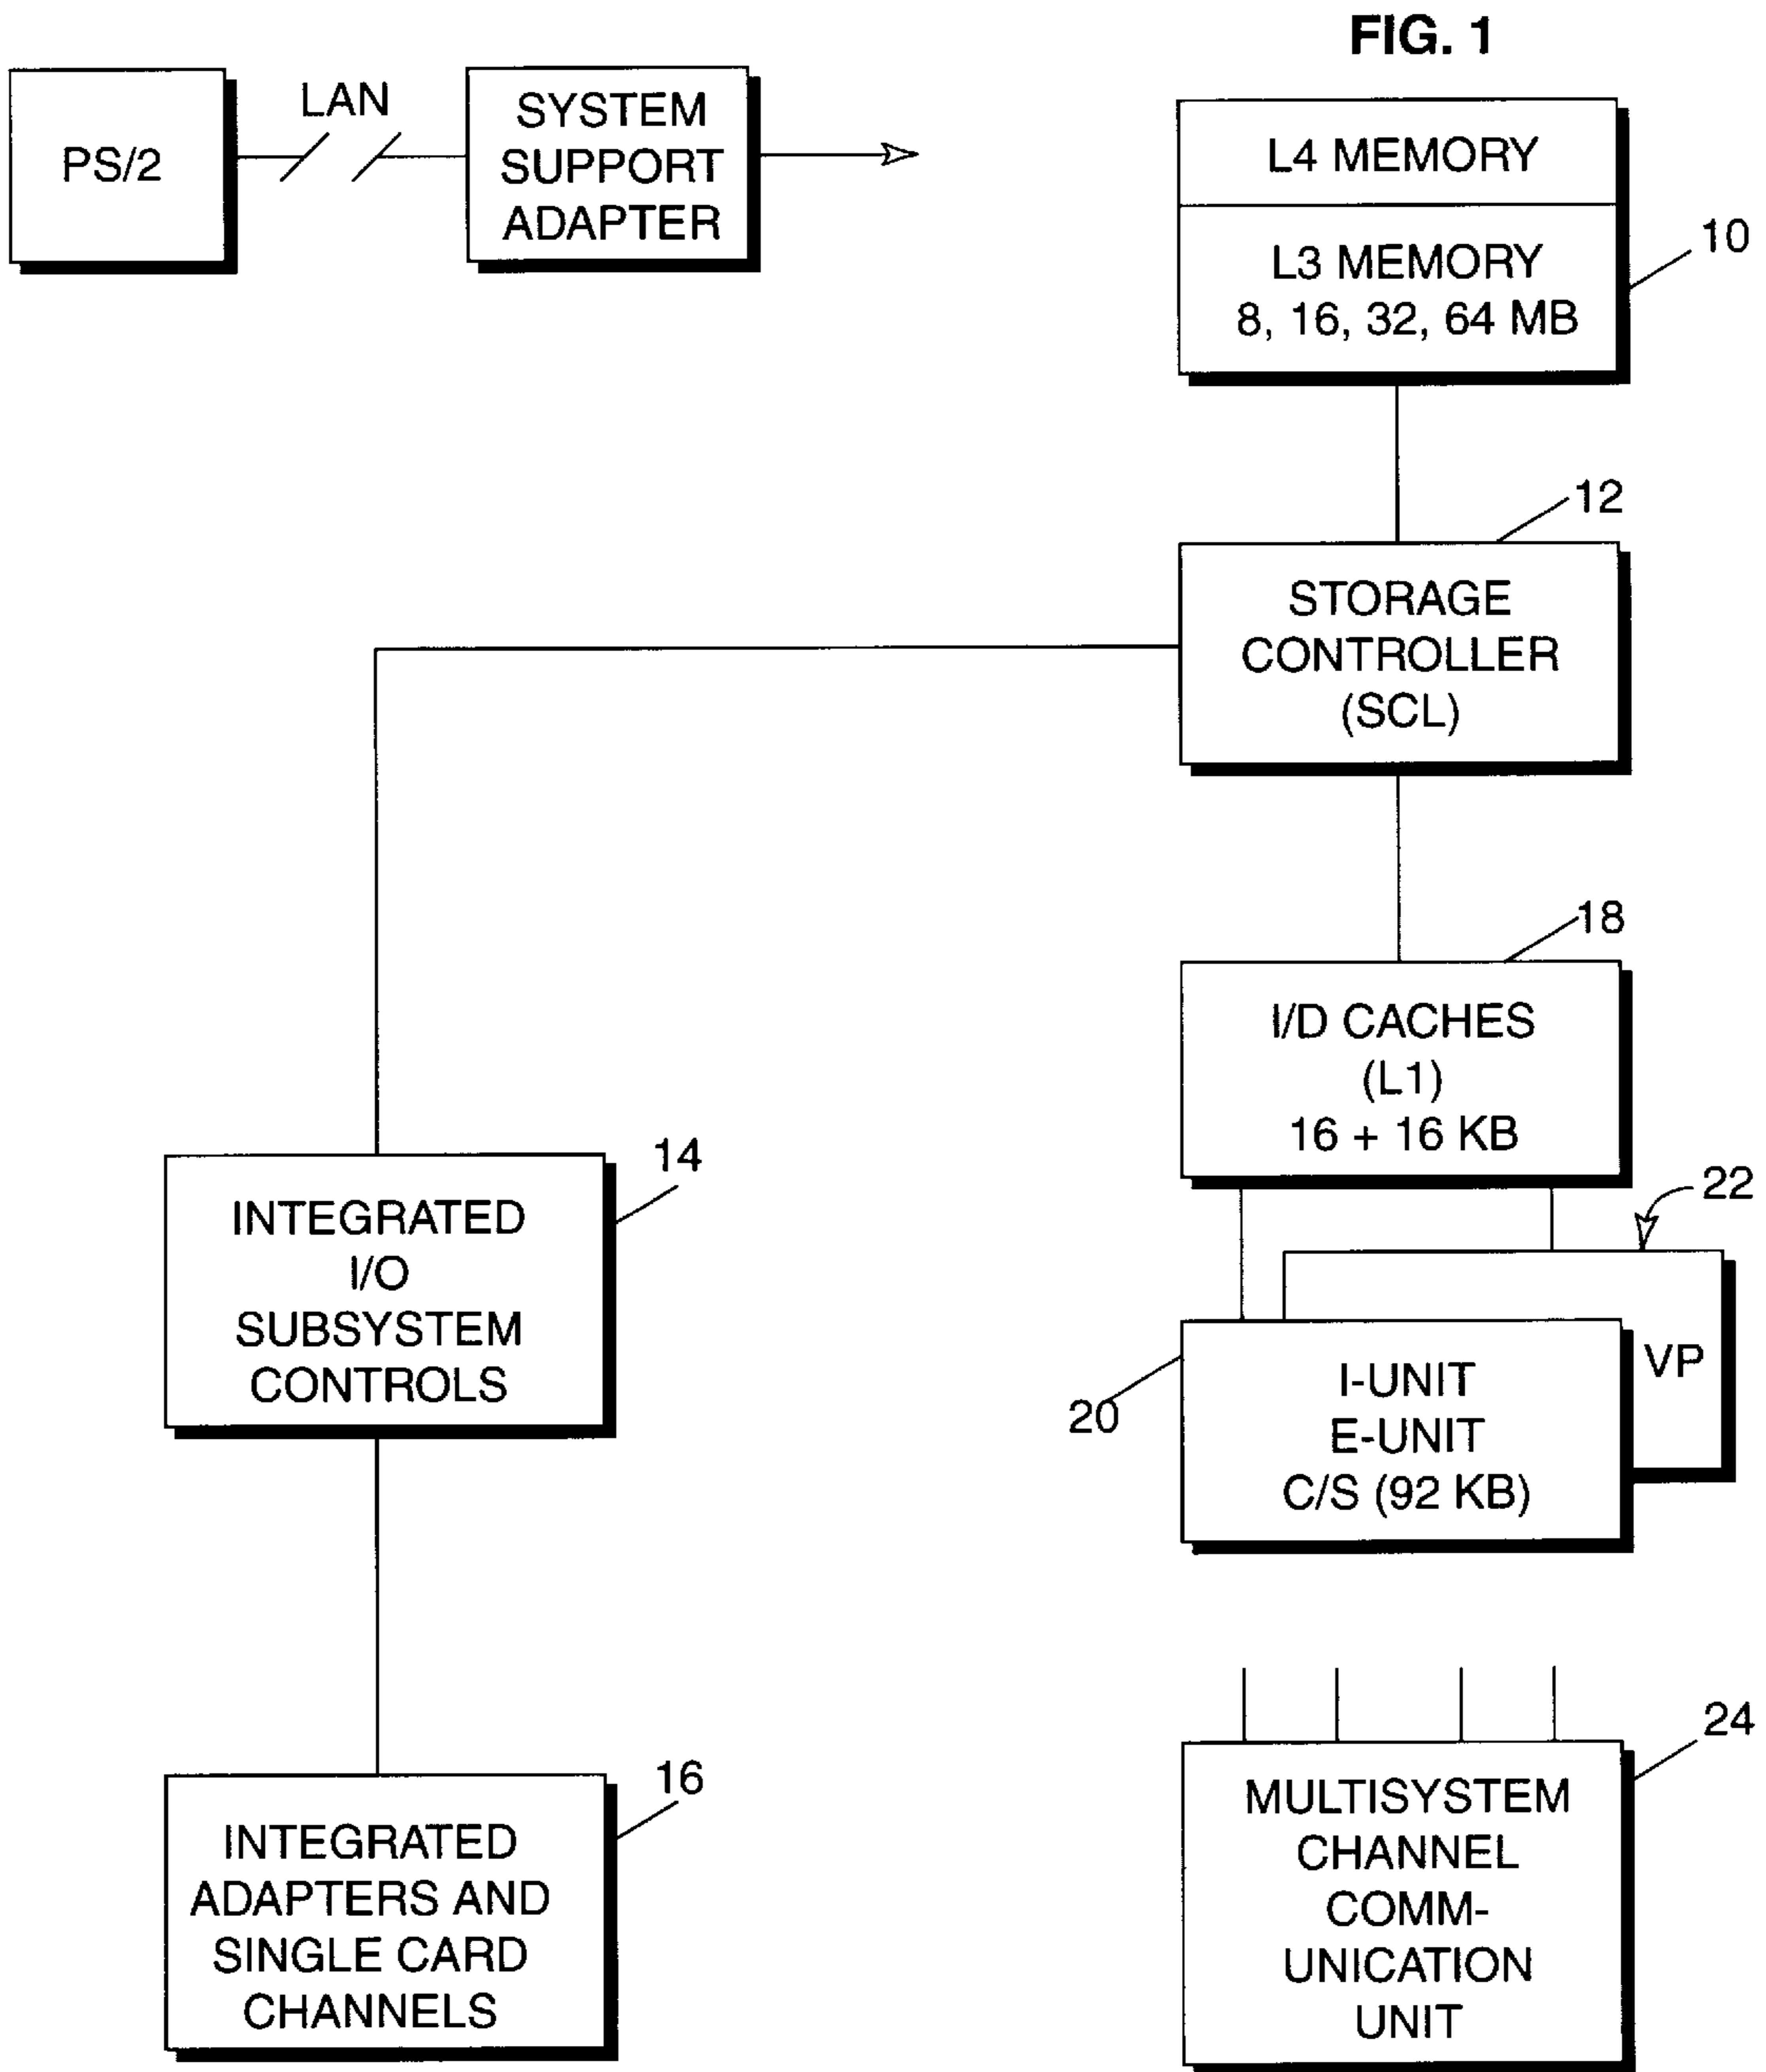 FIG. 1
PS/2
LAN
SYSTEM
SUPPORT
ADAPTER
L4 MEMORY
L3 MEMORY
8, 16, 32, 64 MB
10
12
STORAGE
CONTROLLER
(SCL)
18
I/D CACHES
(L1)
16 + 16 KB
14
INTEGRATED
I/O
SUBSYSTEM
CONTROLS
22
VP
20
I-UNIT
E-UNIT
C/S (92 KB)
16
INTEGRATED
ADAPTERS AND
SINGLE CARD
CHANNELS
24
MULTISYSTEM
CHANNEL
COMM-
UNICATION
UNIT